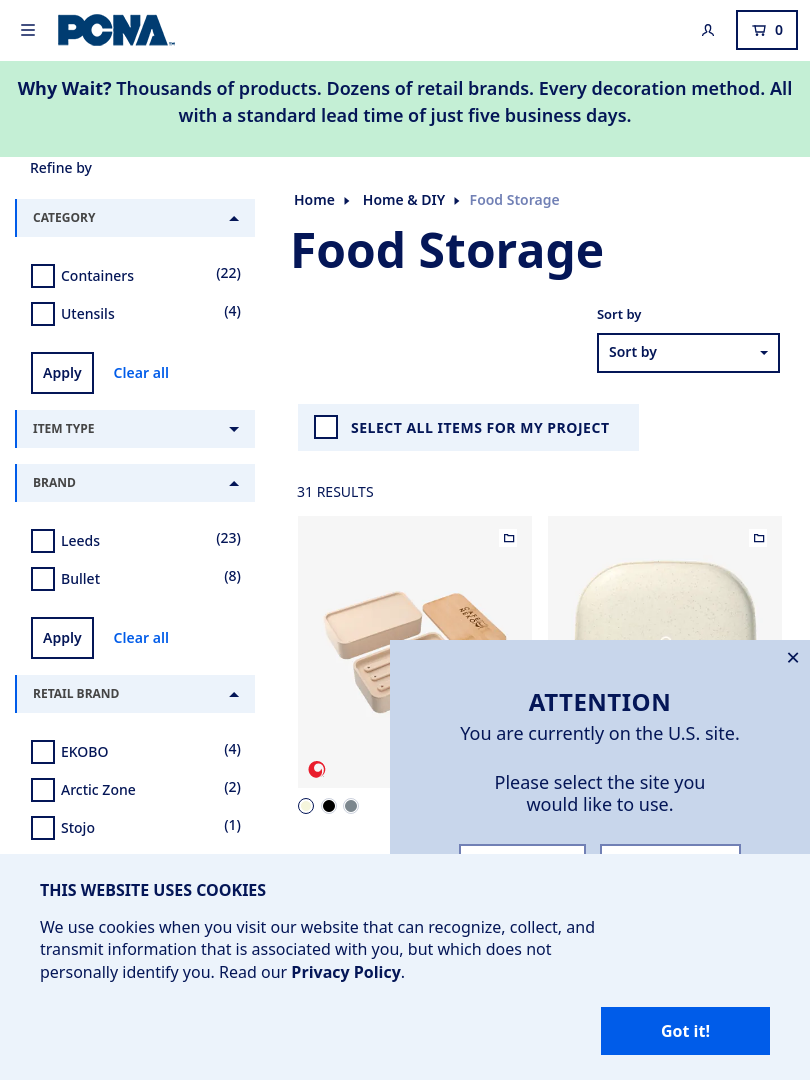 PCNA
0
Why Wait? Thousands of products. Dozens of retail brands. Every decoration method. All
with a standard lead time of just five business days.
Refine by
CATEGORY
Containers (22)
Utensils (4)
Apply Clear all
ITEM TYPE
BRAND
Leeds (23)
Bullet (8)
Apply Clear all
RETAIL BRAND
EKOBO (4)
Arctic Zone (2)
Stojo (1)
Home Home & DIY Food Storage
Food Storage
Sort by
Sort by
SELECT ALL ITEMS FOR MY PROJECT
31 RESULTS
ATTENTION
You are currently on the U.S. site.
Please select the site you
would like to use.
THIS WEBSITE USES COOKIES
We use cookies when you visit our website that can recognize, collect, and
transmit information that is associated with you, but which does not
personally identify you. Read our Privacy Policy.
Got it!